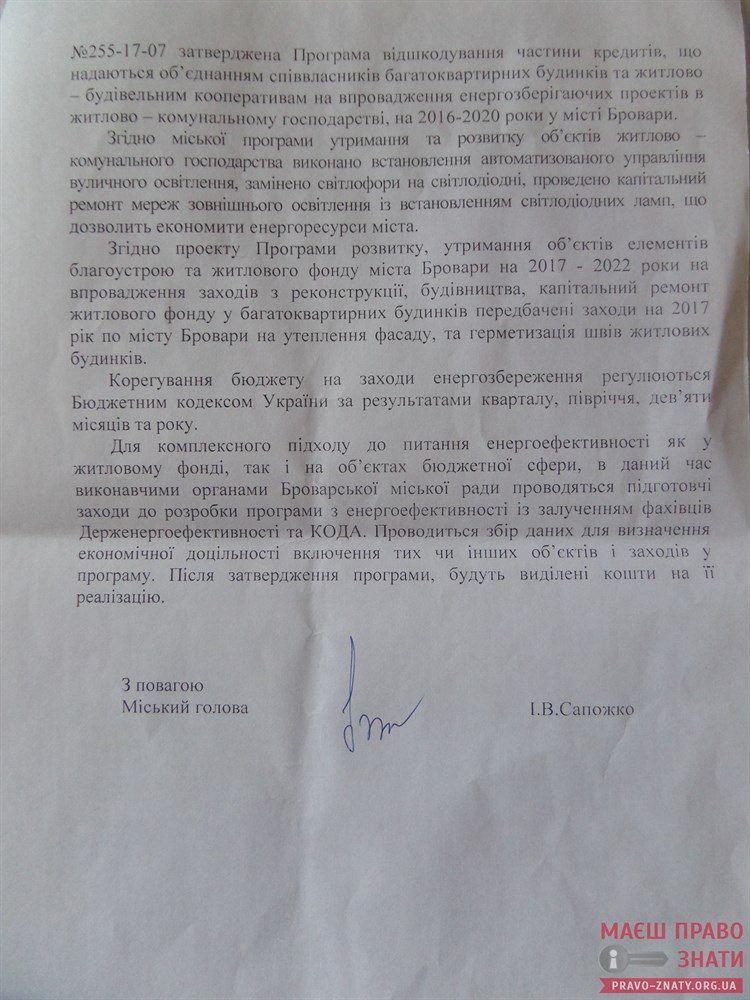 №255-17-07 затверджена Програма відшкодування частини кредитів, що
надаються об’єднанням співвласників багатоквартирних будинків та житлово
– будівельним кооперативам на впровадження енергозберігаючих проектів в
житлово – комунальному господарстві, на 2016-2020 роки у місті Бровари.
Згідно міської програми утримання та розвитку об’єктів житлово –
комунального господарства виконано встановлення автоматизованого управління
вуличного освітлення, замінено світлофори на світлодіодні, проведено капітальний
ремонт мереж зовнішнього освітлення із встановленням світлодіодних ламп, що
дозволить економити енергоресурси міста.
Згідно проекту Програми розвитку, утримання об’єктів елементів
благоустрою та житлового фонду міста Бровари на 2017 - 2022 роки на
впровадження заходів з реконструкції, будівництва, капітальний ремонт
житлового фонду у багатоквартирних будинків передбачені заходи на 2017
рік по місту Бровари на утеплення фасаду, та герметизація швів житлових
будинків.
Корегування бюджету на заходи енергозбереження регулюються
Бюджетним кодексом України за результатами кварталу, півріччя, дев’яти
місяців та року.
Для комплексного підходу до питання енергоефективності як у
житловому фонді, так і на об’єктах бюджетної сфери, в даний час
виконавчими органами Броварської міської ради проводяться підготовчі
заходи до розробки програми з енергоефективності із залученням фахівців
Держенергоефективності та КОДА. Проводиться збір даних для визначення
економічної доцільності включення тих чи інших об’єктів і заходів у
програму. Після затвердження програми, будуть виділені кошти на її
реалізацію.
З повагою
Міський голова
І.В.Сапожко
МАЄШ ПРАВО
ЗНАТИ
PRAVO-ZNATY.ORG.UA